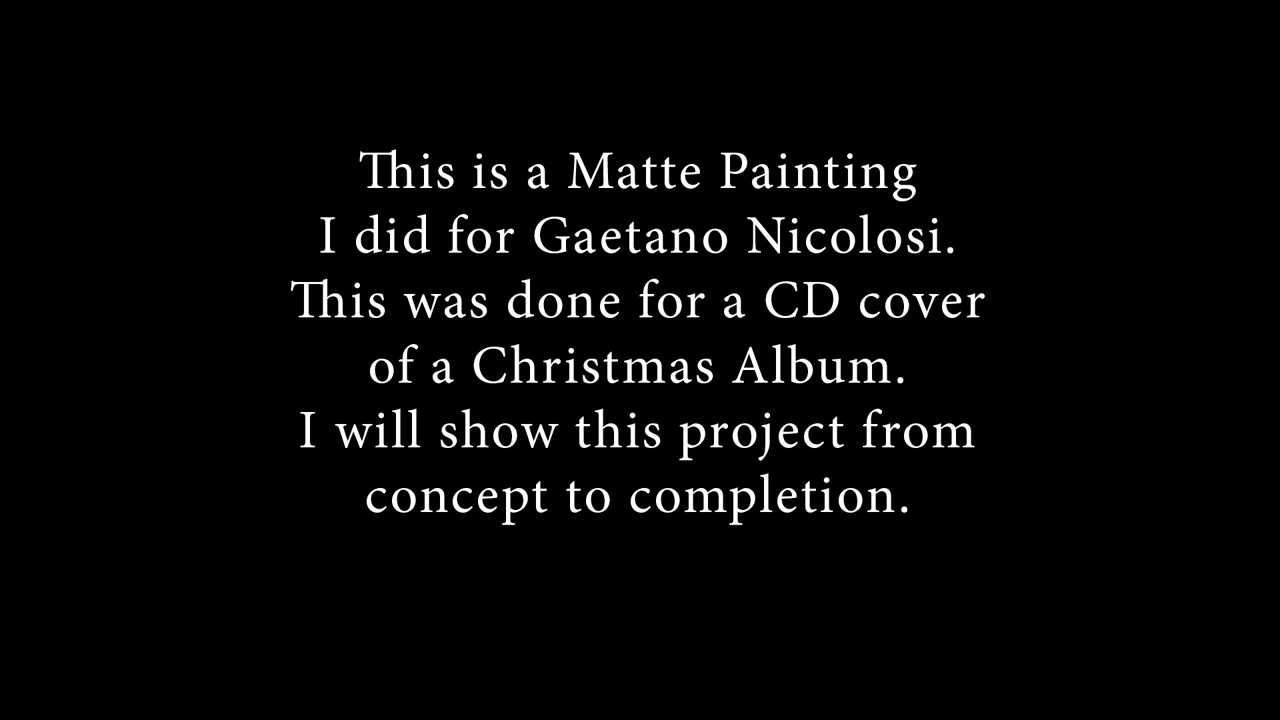 This is a Matte Painting
I did for Gaetano Nicolosi.
This was done for a CD cover
of a Christmas Album.
I will show this project from
concept to completion.